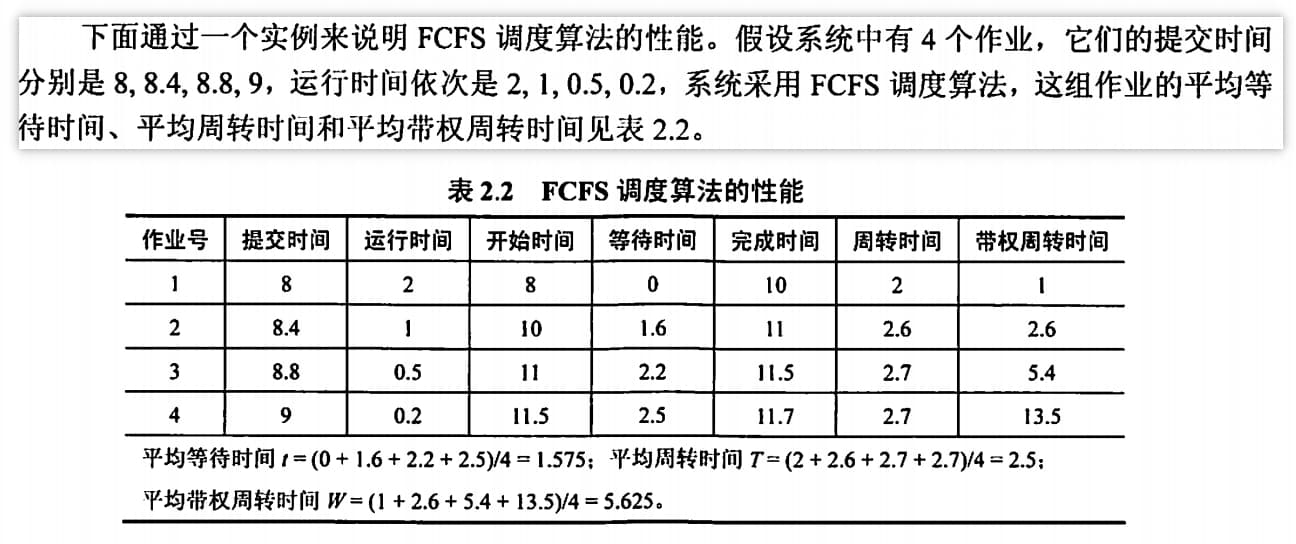 下面通过一个实例来说明 FCFS 调度算法的性能。假设系统中有 4 个作业，它们的提交时间
分别是 8, 8.4, 8.8, 9，运行时间依次是 2, 1, 0.5, 0.2，系统采用 FCFS 调度算法，这组作业的平均等
待时间、平均周转时间和平均带权周转时间见表 2.2。
表 2.2 FCFS 调度算法的性能
作业号 提交时间 运行时间 开始时间 等待时间 完成时间 周转时间 带权周转时间
1 8 2 8 0 10 2 1
2 8.4 1 10 1.6 11 2.6 2.6
3 8.8 0.5 11 2.2 11.5 2.7 5.4
4 9 0.2 11.5 2.5 11.7 2.7 13.5
平均等待时间 t = (0 + 1.6 + 2.2 + 2.5)/4 = 1.575；平均周转时间 T = (2 + 2.6 + 2.7 + 2.7)/4 = 2.5；
平均带权周转时间 W = (1 + 2.6 + 5.4 + 13.5)/4 = 5.625。